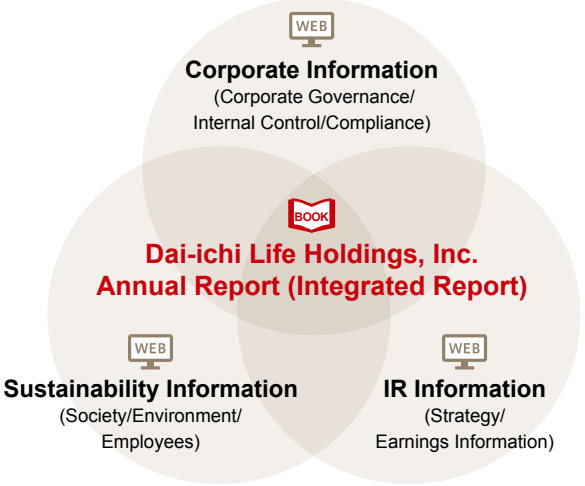 WEB
Corporate Information
(Corporate Governance/
Internal Control/Compliance)
BOOK
Dai-ichi Life Holdings, Inc.
Annual Report (Integrated Report)
WEB
Sustainability Information
(Society/Environment/
Employees)
WEB
IR Information
(Strategy/
Earnings Information)